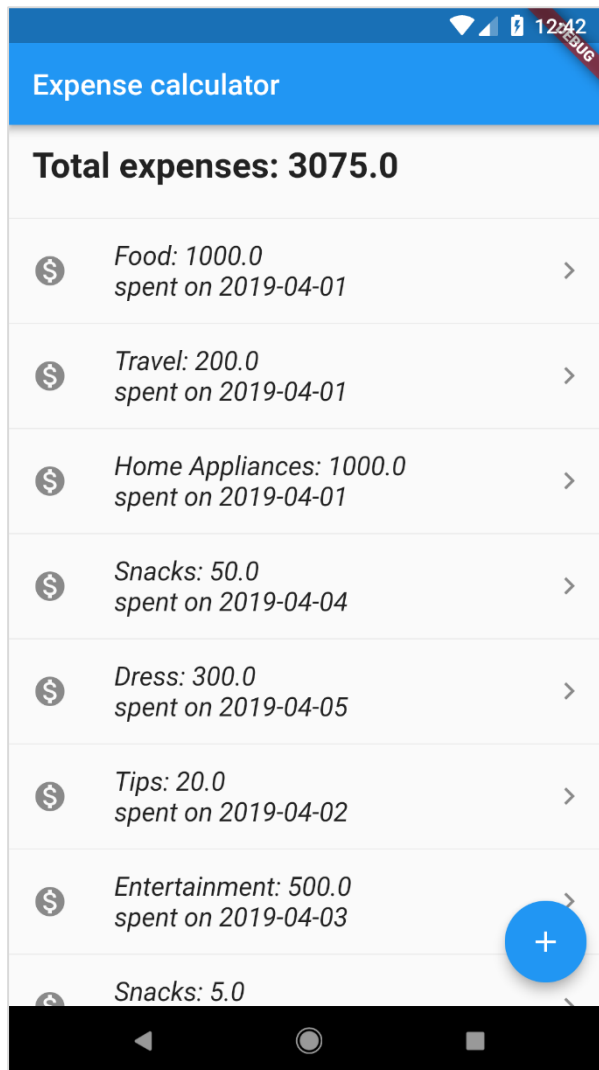 12:42
DEBUG
Expense calculator
Total expenses: 3075.0
Food: 1000.0
spent on 2019-04-01
Travel: 200.0
spent on 2019-04-01
Home Appliances: 1000.0
spent on 2019-04-01
Snacks: 50.0
spent on 2019-04-04
Dress: 300.0
spent on 2019-04-05
Tips: 20.0
spent on 2019-04-02
Entertainment: 500.0
spent on 2019-04-03
Snacks: 5.0